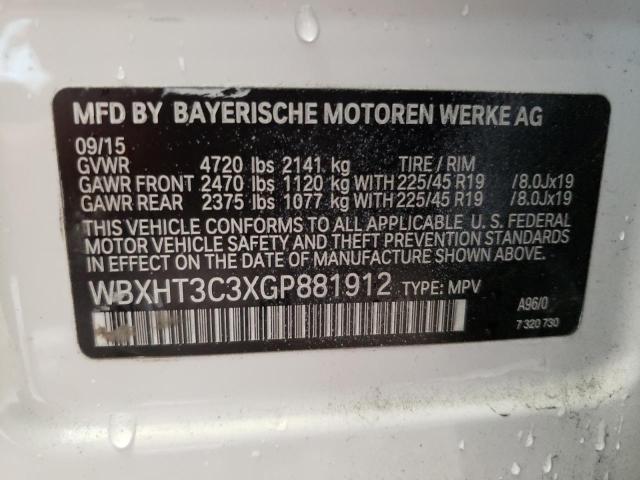 MFD BY BAYERISCHE MOTOREN WERKE AG
09/15
GVWR 4720 lbs 2141 kg TIRE / RIM
GAWR FRONT 2470 lbs 1120 kg WITH 225/45 R19 /8.0Jx19
GAWR REAR 2375 lbs 1077 kg WITH 225/45 R19 /8.0Jx19
THIS VEHICLE CONFORMS TO ALL APPLICABLE U. S. FEDERAL
MOTOR VEHICLE SAFETY AND THEFT PREVENTION STANDARDS
IN EFFECT ON THE DATE OF MANUFACTURE SHOWN ABOVE.
WBXHT3C3XGP881912 TYPE: MPV
A96/0
7 320 730